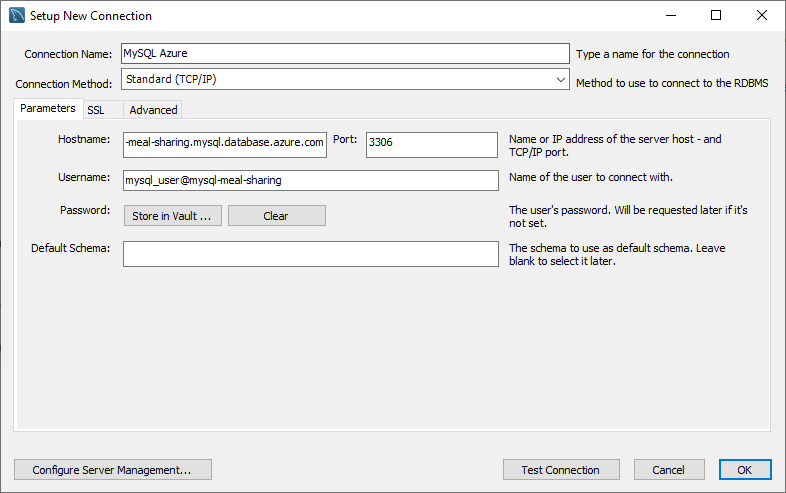 Setup New Connection
Connection Name: MySQL Azure Type a name for the connection
Connection Method: Standard (TCP/IP) Method to use to connect to the RDBMS
Parameters SSL Advanced
Hostname: -meal-sharing.mysql.database.azure.com Port: 3306 Name or IP address of the server host - and
TCP/IP port.
Username: mysql_user@mysql-meal-sharing Name of the user to connect with.
Password: Store in Vault ... Clear The user's password. Will be requested later if it's
not set.
Default Schema: The schema to use as default schema. Leave
blank to select it later.
Configure Server Management... Test Connection Cancel OK